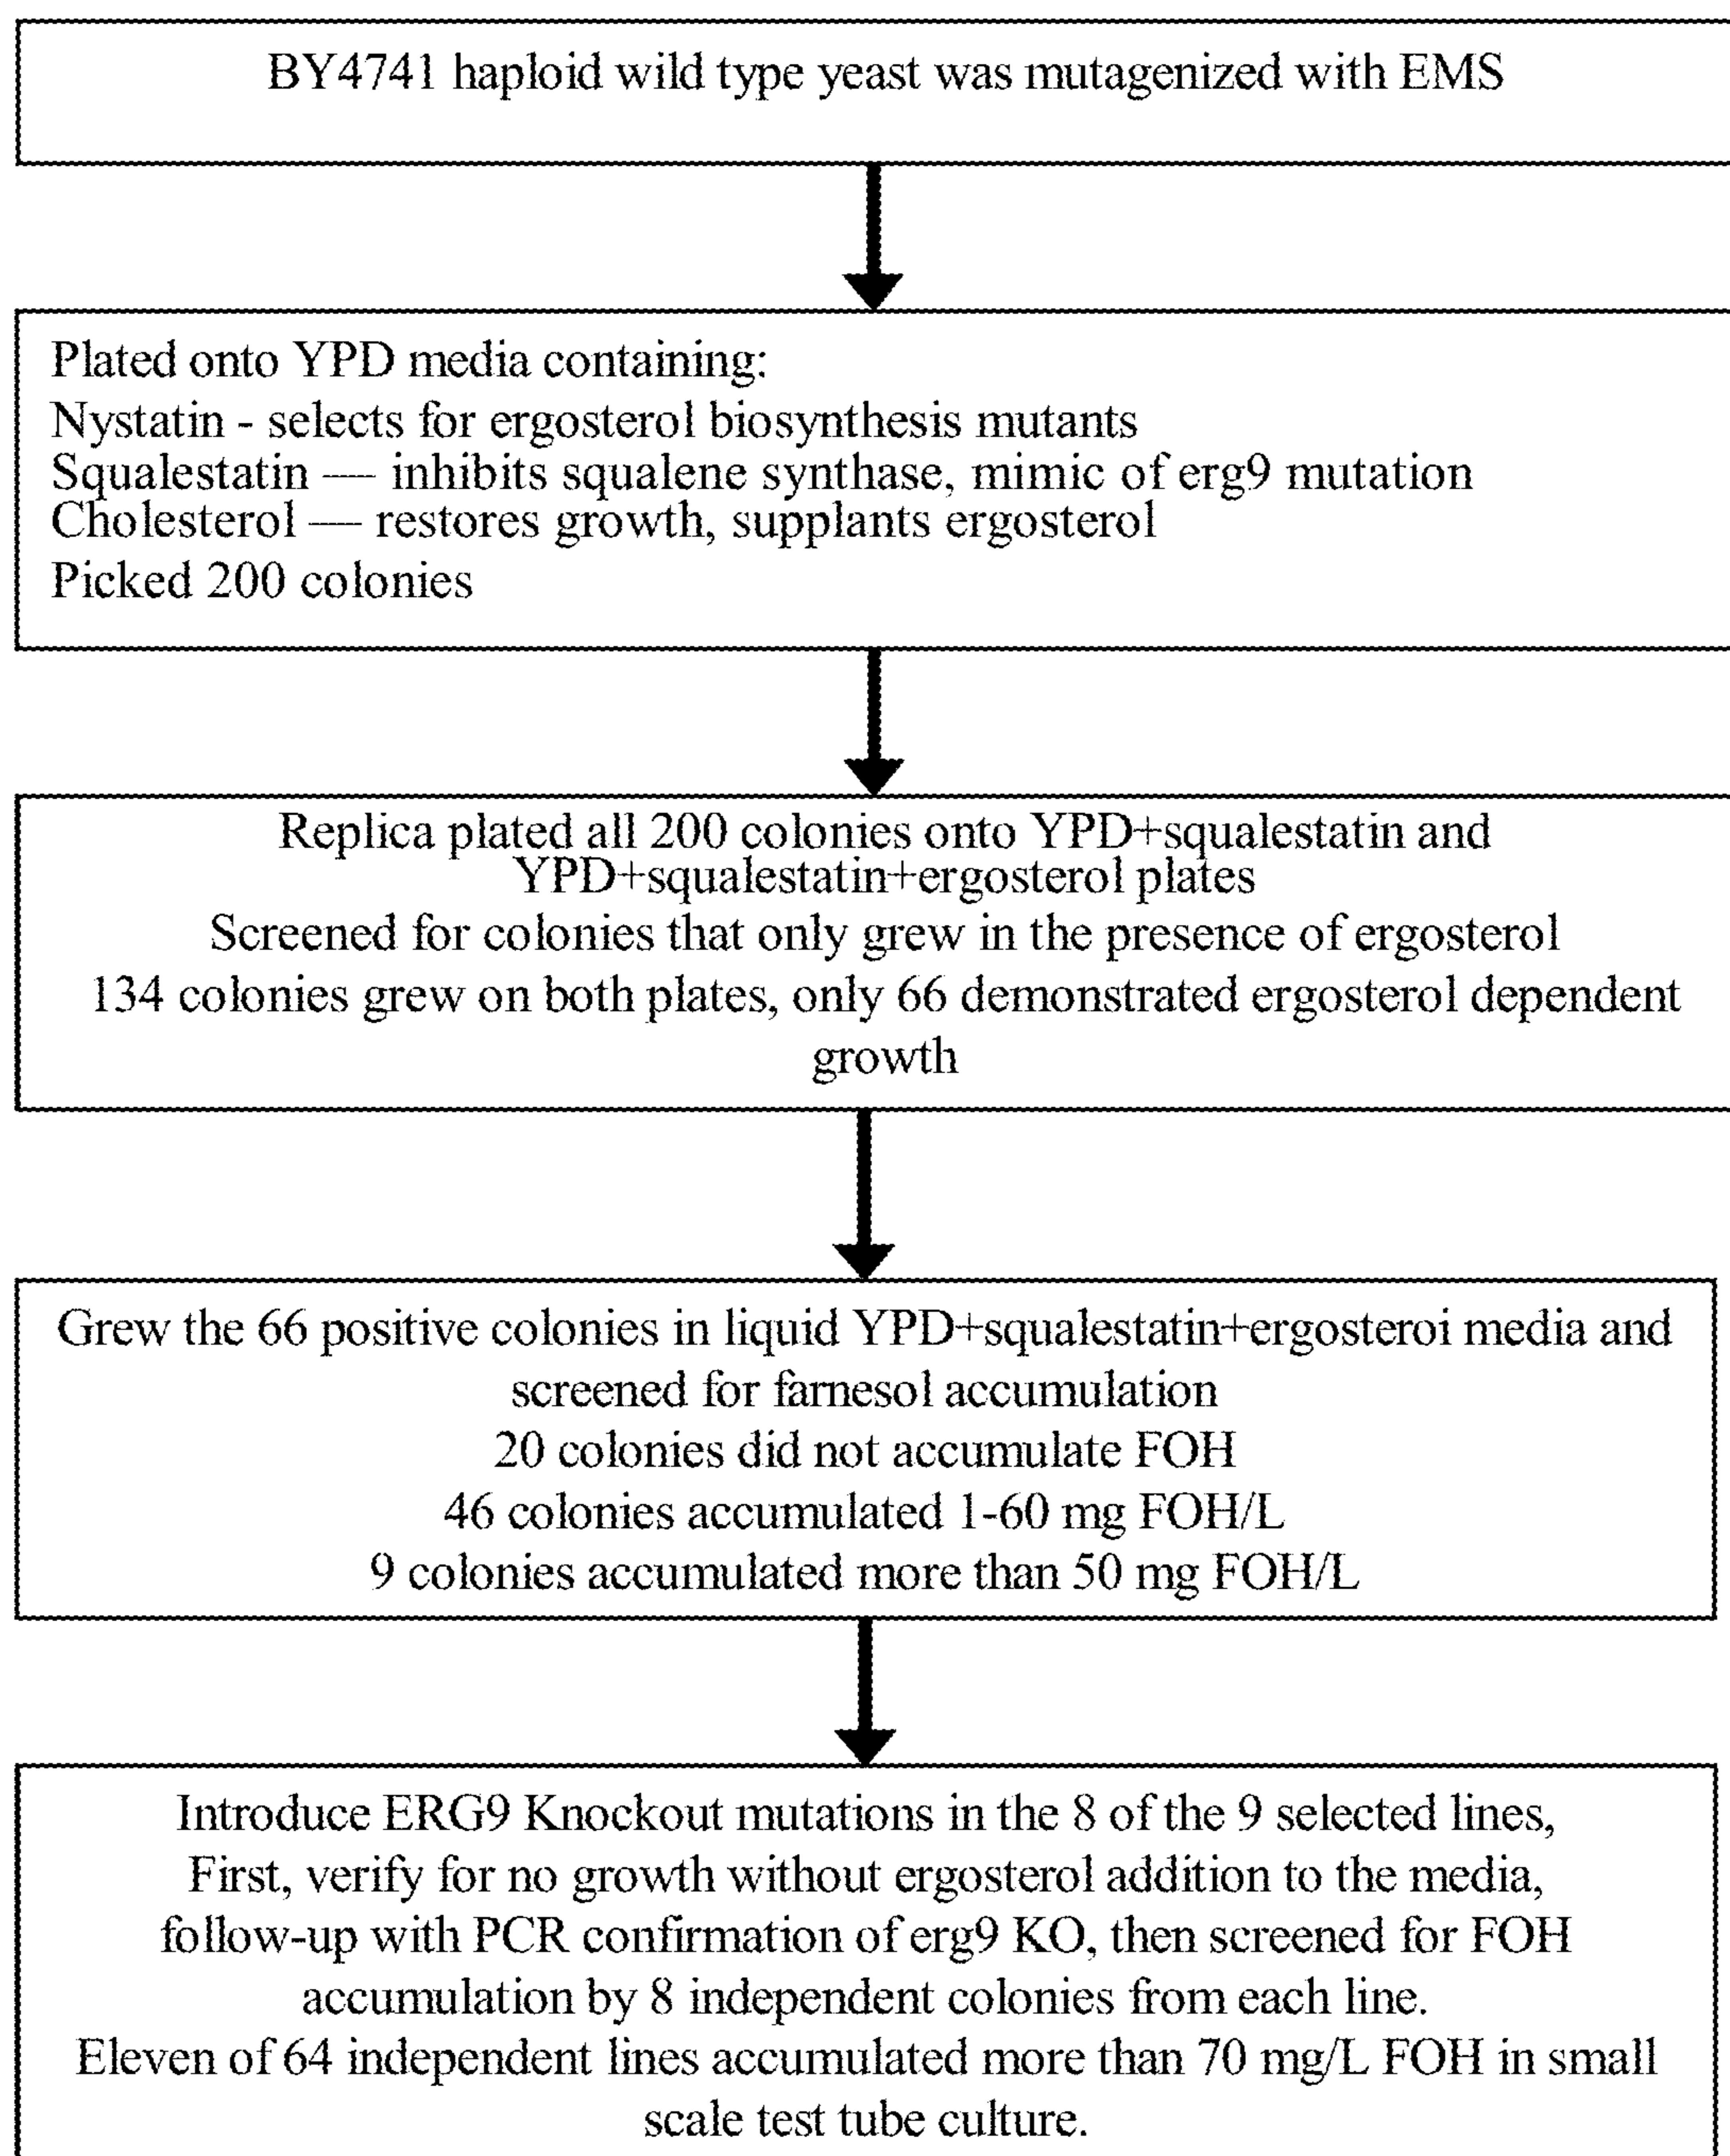 BY4741 haploid wild type yeast was mutagenized with EMS
Plated onto YPD media containing:
Nystatin - selects for ergosterol biosynthesis mutants
Squalestatin — inhibits squalene synthase, mimic of erg9 mutation
Cholesterol — restores growth, supplants ergosterol
Picked 200 colonies
Replica plated all 200 colonies onto YPD+squalestatin and
YPD+squalestatin+ergosterol plates
Screened for colonies that only grew in the presence of ergosterol
134 colonies grew on both plates, only 66 demonstrated ergosterol dependent
growth
Grew the 66 positive colonies in liquid YPD+squalestatin+ergosteroi media and
screened for farnesol accumulation
20 colonies did not accumulate FOH
46 colonies accumulated 1-60 mg FOH/L
9 colonies accumulated more than 50 mg FOH/L
Introduce ERG9 Knockout mutations in the 8 of the 9 selected lines,
First, verify for no growth without ergosterol addition to the media,
follow-up with PCR confirmation of erg9 KO, then screened for FOH
accumulation by 8 independent colonies from each line.
Eleven of 64 independent lines accumulated more than 70 mg/L FOH in small
scale test tube culture.